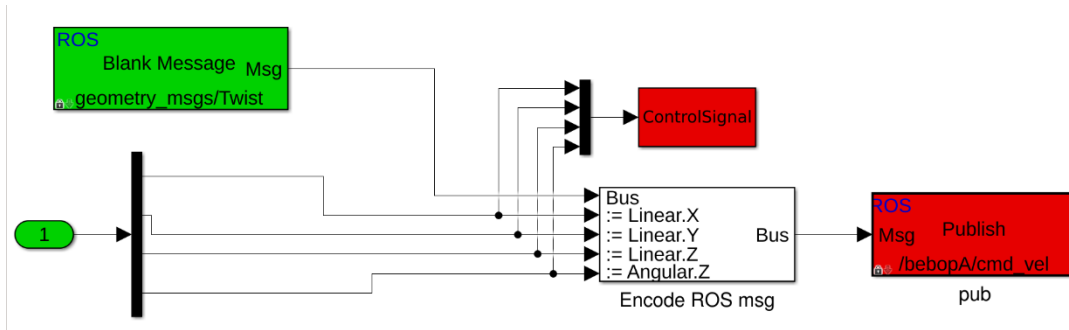 ROS
Blank Message
Msg
geometry_msgs/Twist
ControlSignal
1
Bus
:= Linear.X
:= Linear.Y
:= Linear.Z
:= Angular.Z
Bus
Encode ROS msg
ROS
Msg
Publish
/bebopA/cmd_vel
pub